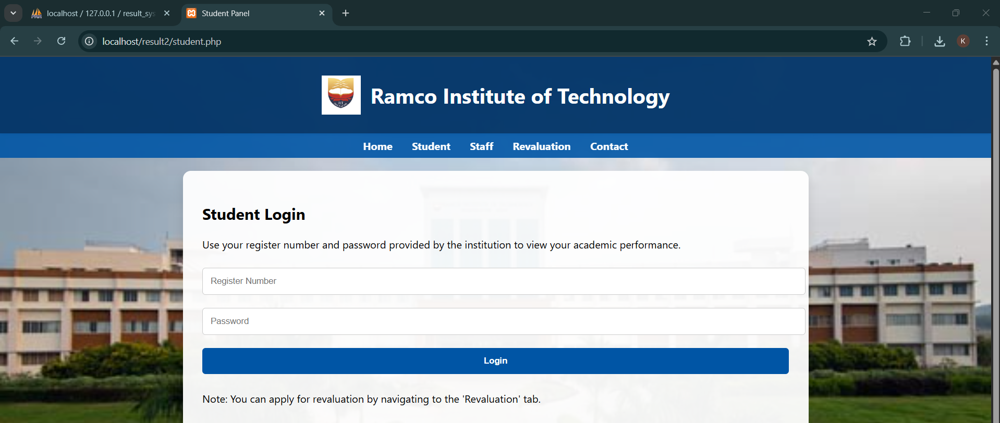 localhost / 127.0.0.1 / result_sys
Student Panel
localhost/result2/student.php
K
RIT
Ramco Institute of Technology
Home Student Staff Revaluation Contact
Student Login
Use your register number and password provided by the institution to view your academic performance.
Register Number
Password
Login
Note: You can apply for revaluation by navigating to the 'Revaluation' tab.